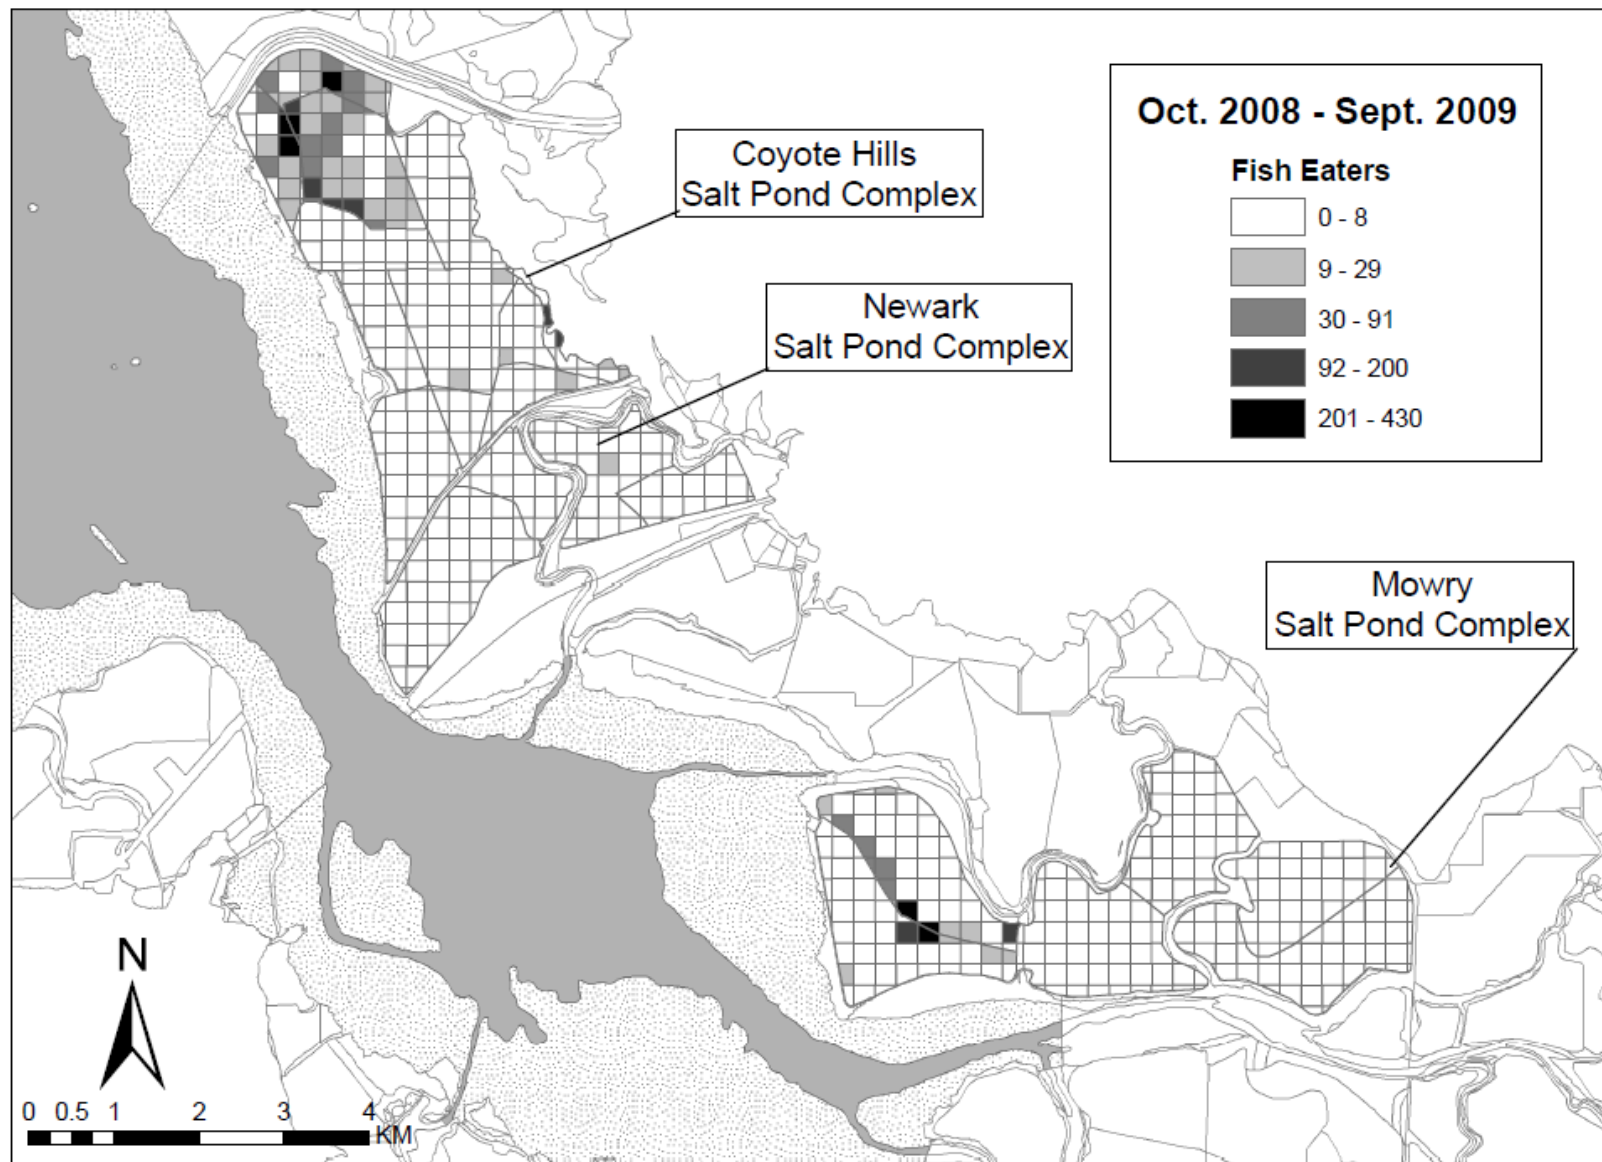 Oct. 2008 - Sept. 2009
Fish Eaters
0 - 8
9 - 29
30 - 91
92 - 200
201 - 430
Coyote Hills
Salt Pond Complex
Newark
Salt Pond Complex
Mowry
Salt Pond Complex
N
0 0.5 1 2 3 4
KM